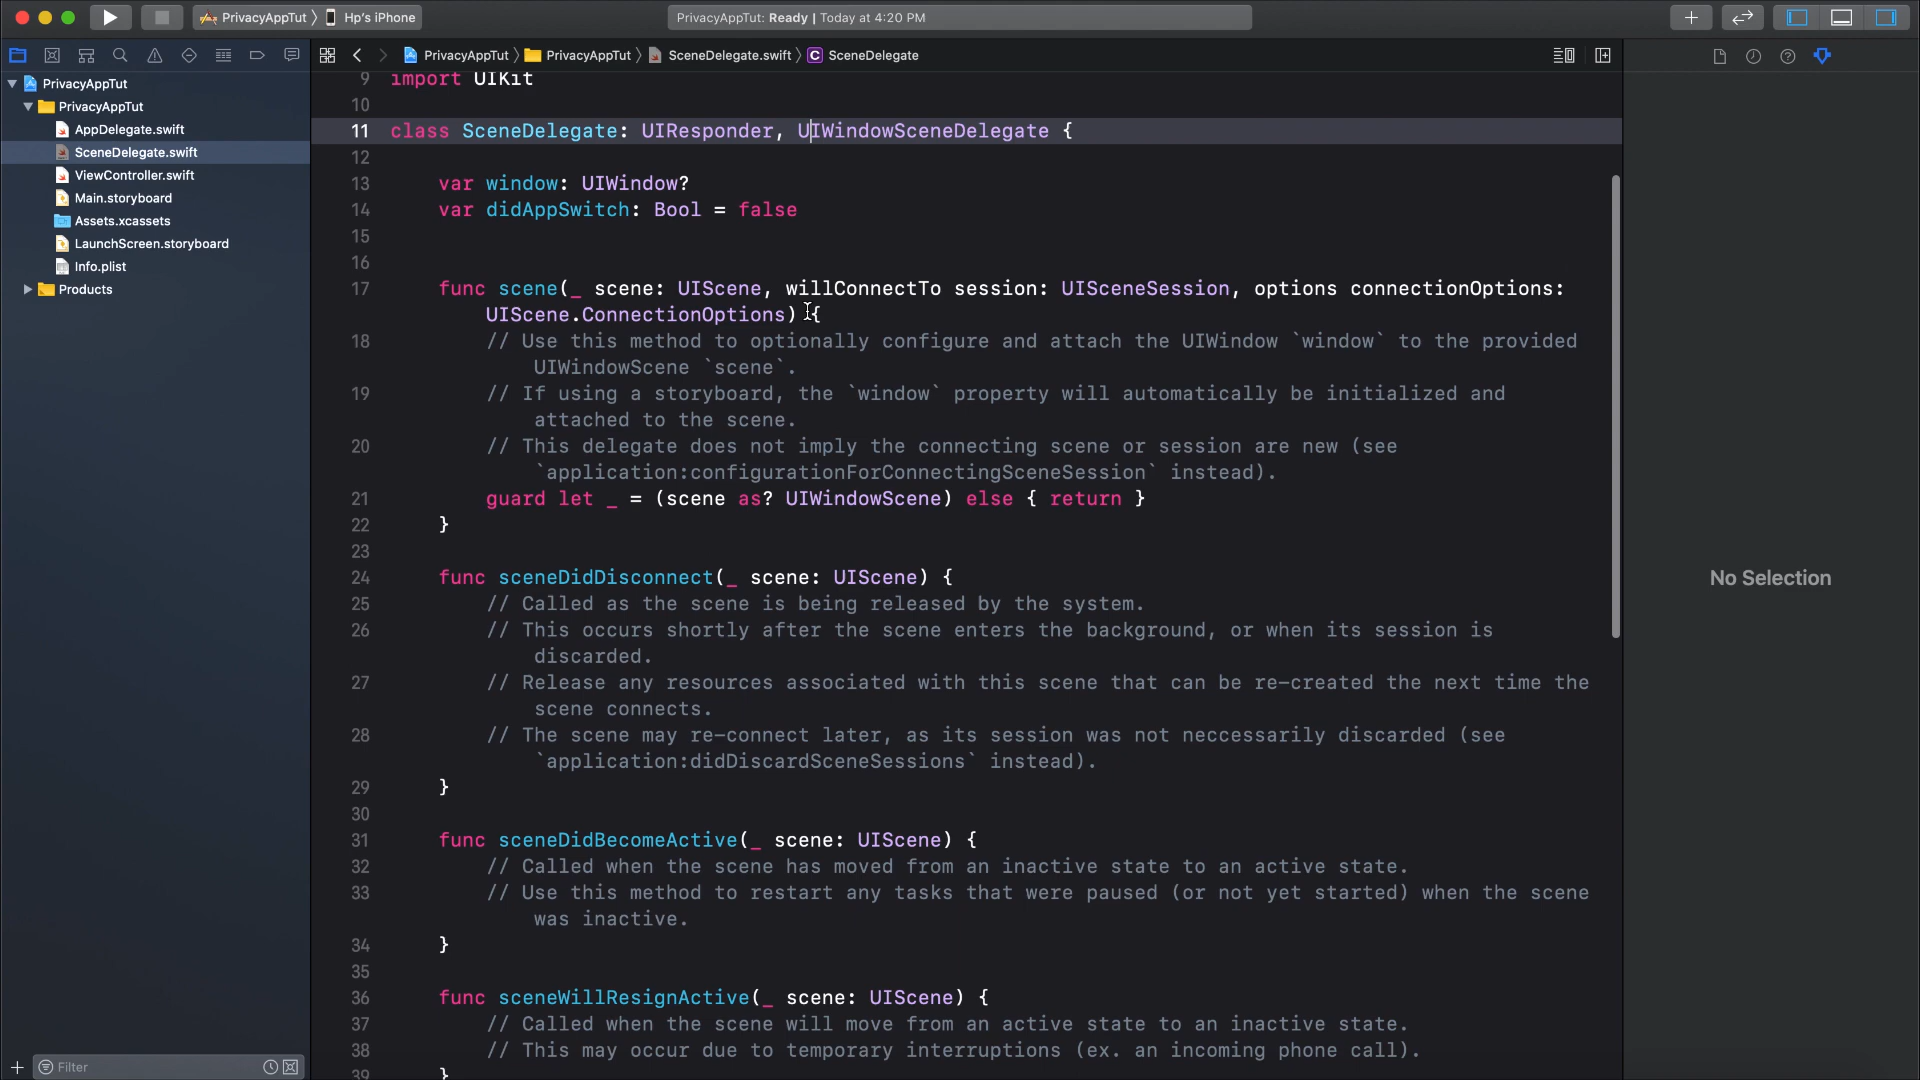 PrivacyAppTut 〉 Hp's iPhone
PrivacyAppTut: Ready | Today at 4:20 PM
PrivacyAppTut 〉 PrivacyAppTut 〉 SceneDelegate.swift 〉 C SceneDelegate
PrivacyAppTut
PrivacyAppTut
AppDelegate.swift
SceneDelegate.swift
ViewController.swift
Main.storyboard
Assets.xcassets
LaunchScreen.storyboard
Info.plist
Products
Filter
9 import UIKit
10
11 class SceneDelegate: UIResponder, UIWindowSceneDelegate {
12
13 var window: UIWindow?
14 var didAppSwitch: Bool = false
15
16
17 func scene(_ scene: UIScene, willConnectTo session: UISceneSession, options connectionOptions:
UIScene.ConnectionOptions) {
18 // Use this method to optionally configure and attach the UIWindow `window` to the provided
UIWindowScene `scene`.
19 // If using a storyboard, the `window` property will automatically be initialized and
attached to the scene.
20 // This delegate does not imply the connecting scene or session are new (see
`application:configurationForConnectingSceneSession` instead).
21 guard let _ = (scene as? UIWindowScene) else { return }
22 }
23
24 func sceneDidDisconnect(_ scene: UIScene) {
25 // Called as the scene is being released by the system.
26 // This occurs shortly after the scene enters the background, or when its session is
discarded.
27 // Release any resources associated with this scene that can be re-created the next time the
scene connects.
28 // The scene may re-connect later, as its session was not neccessarily discarded (see
`application:didDiscardSceneSessions` instead).
29 }
30
31 func sceneDidBecomeActive(_ scene: UIScene) {
32 // Called when the scene has moved from an inactive state to an active state.
33 // Use this method to restart any tasks that were paused (or not yet started) when the scene
was inactive.
34 }
35
36 func sceneWillResignActive(_ scene: UIScene) {
37 // Called when the scene will move from an active state to an inactive state.
38 // This may occur due to temporary interruptions (ex. an incoming phone call).
39 }
No Selection